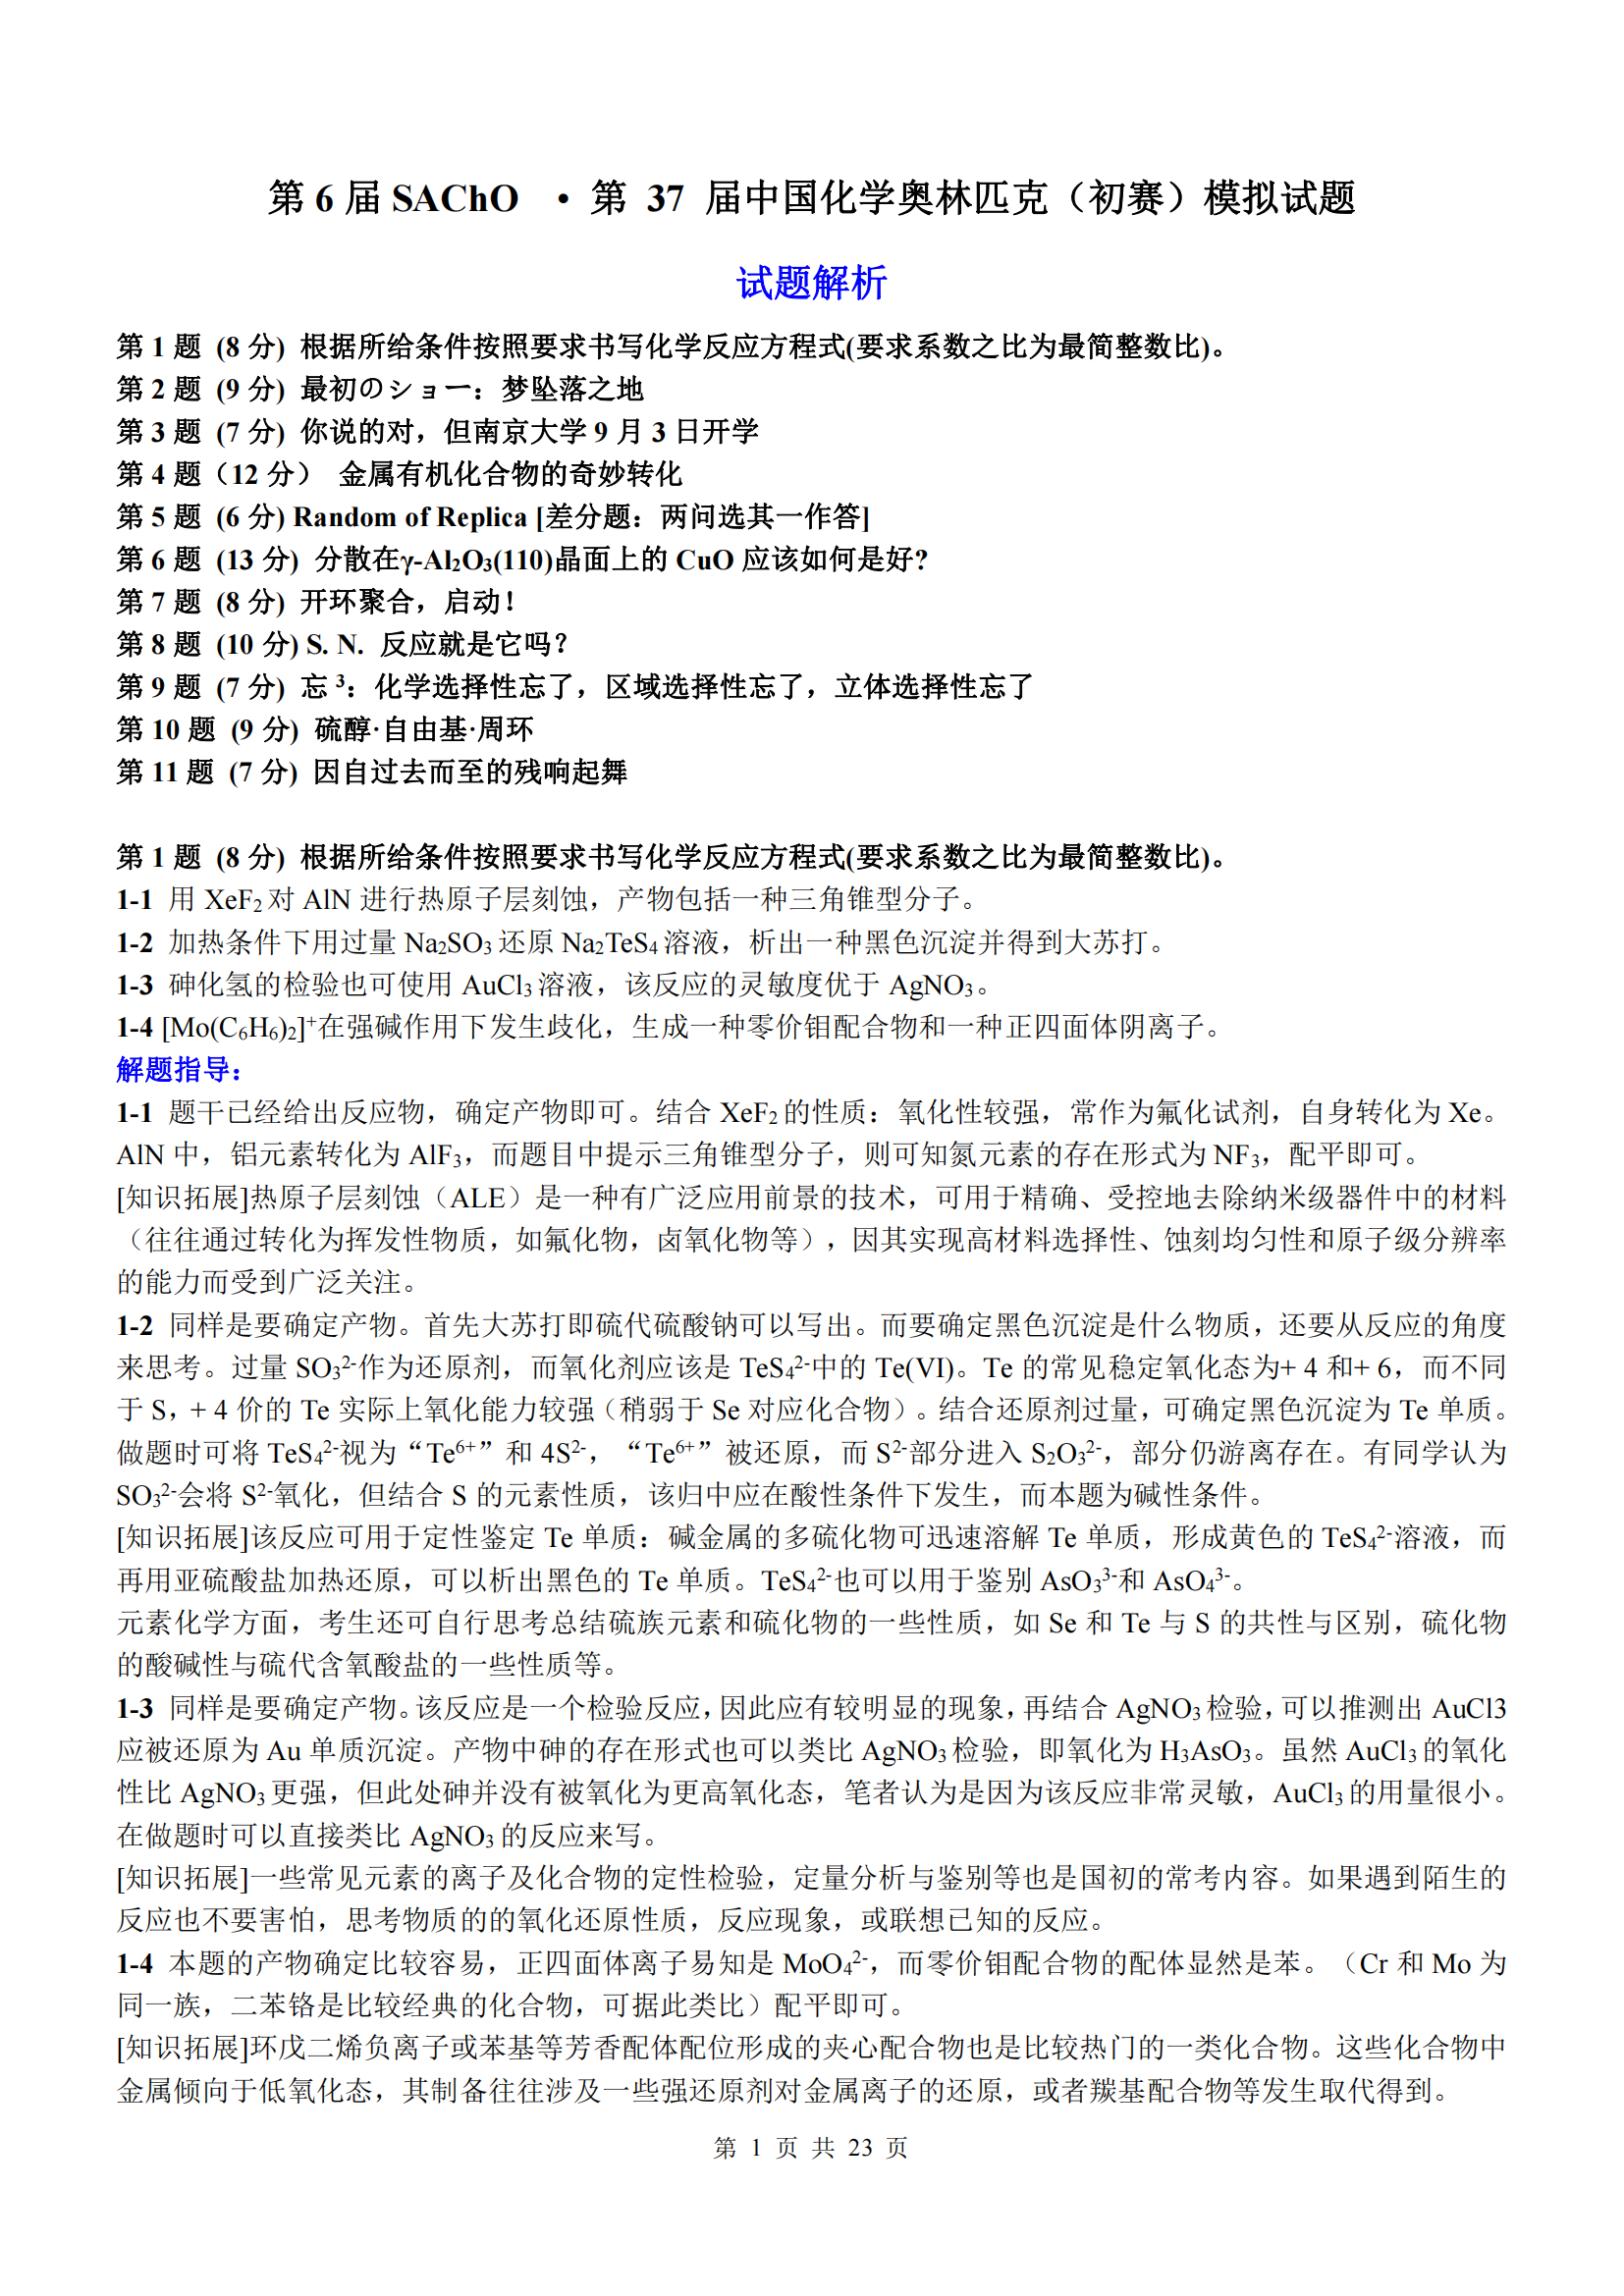 第 6 届 SAChO • 第 37 届中国化学奥林匹克（初赛）模拟试题
试题解析
第 1 题 (8 分) 根据所给条件按照要求书写化学反应方程式(要求系数之比为最简整数比)。
第 2 题 (9 分) 最初のショー：梦坠落之地
第 3 题 (7 分) 你说的对，但南京大学 9 月 3 日开学
第 4 题（12 分） 金属有机化合物的奇妙转化
第 5 题 (6 分) Random of Replica [差分题：两问选其一作答]
第 6 题 (13 分) 分散在γ-Al₂O₃(110)晶面上的 CuO 应该如何是好?
第 7 题 (8 分) 开环聚合，启动！
第 8 题 (10 分) S. N. 反应就是它吗？
第 9 题 (7 分) 忘³：化学选择性忘了，区域选择性忘了，立体选择性忘了
第 10 题 (9 分) 硫醇·自由基·周环
第 11 题 (7 分) 因自过去而至的残响起舞
第 1 题 (8 分) 根据所给条件按照要求书写化学反应方程式(要求系数之比为最简整数比)。
1-1 用 XeF₂ 对 AlN 进行热原子层刻蚀，产物包括一种三角锥型分子。
1-2 加热条件下用过量 Na₂SO₃ 还原 Na₂TeS₄ 溶液，析出一种黑色沉淀并得到大苏打。
1-3 砷化氢的检验也可使用 AuCl₃ 溶液，该反应的灵敏度优于 AgNO₃。
1-4 [Mo(C₆H₆)₂]⁺在强碱作用下发生歧化，生成一种零价钼配合物和一种正四面体阴离子。
解题指导：
1-1 题干已经给出反应物，确定产物即可。结合 XeF₂ 的性质：氧化性较强，常作为氟化试剂，自身转化为 Xe。
AlN 中，铝元素转化为 AlF₃，而题目中提示三角锥型分子，则可知氮元素的存在形式为 NF₃，配平即可。
[知识拓展]热原子层刻蚀（ALE）是一种有广泛应用前景的技术，可用于精确、受控地去除纳米级器件中的材料
（往往通过转化为挥发性物质，如氟化物，卤氧化物等），因其实现高材料选择性、蚀刻均匀性和原子级分辨率
的能力而受到广泛关注。
1-2 同样是要确定产物。首先大苏打即硫代硫酸钠可以写出。而要确定黑色沉淀是什么物质，还要从反应的角度
来思考。过量 SO₃²⁻作为还原剂，而氧化剂应该是 TeS₄²⁻中的 Te(VI)。Te 的常见稳定氧化态为+ 4 和+ 6，而不同
于 S，+ 4 价的 Te 实际上氧化能力较强（稍弱于 Se 对应化合物）。结合还原剂过量，可确定黑色沉淀为 Te 单质。
做题时可将 TeS₄²⁻视为“Te⁶⁺”和 4S²⁻，“Te⁶⁺”被还原，而 S²⁻部分进入 S₂O₃²⁻，部分仍游离存在。有同学认为
SO₃²⁻会将 S²⁻氧化，但结合 S 的元素性质，该归中应在酸性条件下发生，而本题为碱性条件。
[知识拓展]该反应可用于定性鉴定 Te 单质：碱金属的多硫化物可迅速溶解 Te 单质，形成黄色的 TeS₄²⁻溶液，而
再用亚硫酸盐加热还原，可以析出黑色的 Te 单质。TeS₄²⁻也可以用于鉴别 AsO₃³⁻和 AsO₄³⁻。
元素化学方面，考生还可自行思考总结硫族元素和硫化物的一些性质，如 Se 和 Te 与 S 的共性与区别，硫化物
的酸碱性与硫代含氧酸盐的一些性质等。
1-3 同样是要确定产物。该反应是一个检验反应，因此应有较明显的现象，再结合 AgNO₃ 检验，可以推测出 AuCl3
应被还原为 Au 单质沉淀。产物中砷的存在形式也可以类比 AgNO₃ 检验，即氧化为 H₃AsO₃。虽然 AuCl₃ 的氧化
性比 AgNO₃ 更强，但此处砷并没有被氧化为更高氧化态，笔者认为是因为该反应非常灵敏，AuCl₃ 的用量很小。
在做题时可以直接类比 AgNO₃ 的反应来写。
[知识拓展]一些常见元素的离子及化合物的定性检验，定量分析与鉴别等也是国初的常考内容。如果遇到陌生的
反应也不要害怕，思考物质的的氧化还原性质，反应现象，或联想已知的反应。
1-4 本题的产物确定比较容易，正四面体离子易知是 MoO₄²⁻，而零价钼配合物的配体显然是苯。（Cr 和 Mo 为
同一族，二苯铬是比较经典的化合物，可据此类比）配平即可。
[知识拓展]环戊二烯负离子或苯基等芳香配体配位形成的夹心配合物也是比较热门的一类化合物。这些化合物中
金属倾向于低氧化态，其制备往往涉及一些强还原剂对金属离子的还原，或者羰基配合物等发生取代得到。
第 1 页 共 23 页